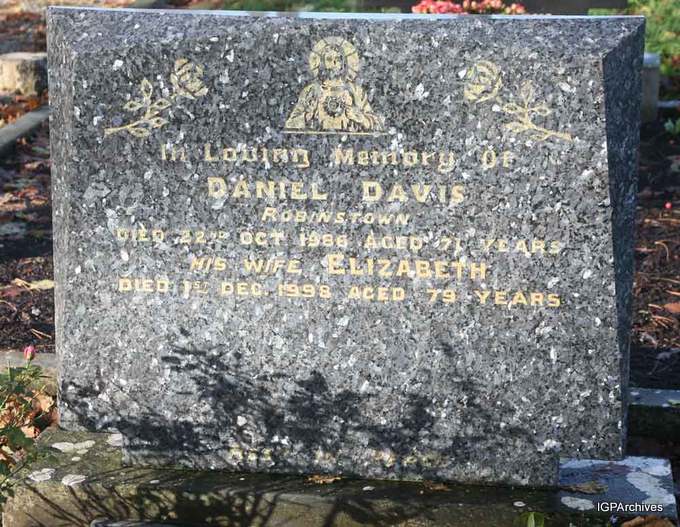 In Loving Memory Of
DANIEL DAVIS
ROBINSTOWN
DIED 22ND OCT 1986 AGED 71 YEARS
HIS WIFE ELIZABETH
DIED 1ST DEC. 1998 AGED 79 YEARS
IGPArchives